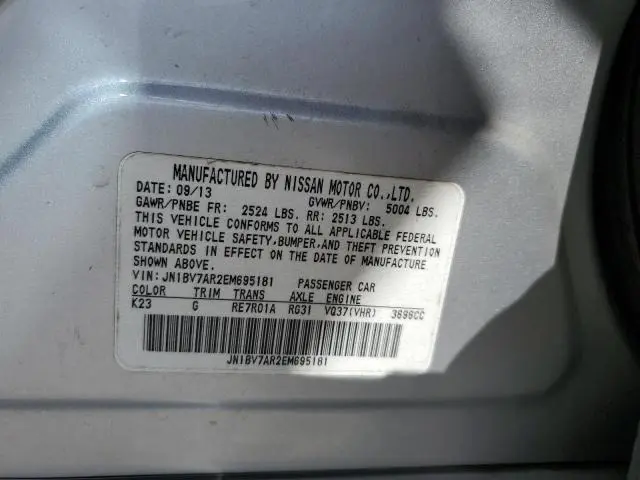 MANUFACTURED BY NISSAN MOTOR CO.,LTD.
DATE: 09/13 GVWR/PNBV: 5004 LBS.
GAWR/PNBE FR: 2524 LBS. RR: 2513 LBS.
THIS VEHICLE CONFORMS TO ALL APPLICABLE FEDERAL
MOTOR VEHICLE SAFETY,BUMPER,AND THEFT PREVENTION
STANDARDS IN EFFECT ON THE DATE OF MANUFACTURE
SHOWN ABOVE.
VIN: JN1BV7AR2EM695181 PASSENGER CAR
COLOR TRIM TRANS AXLE ENGINE
K23 G RE7R01A RG31 VQ37(VHR) 3696CC
JN1BV7AR2EM695181